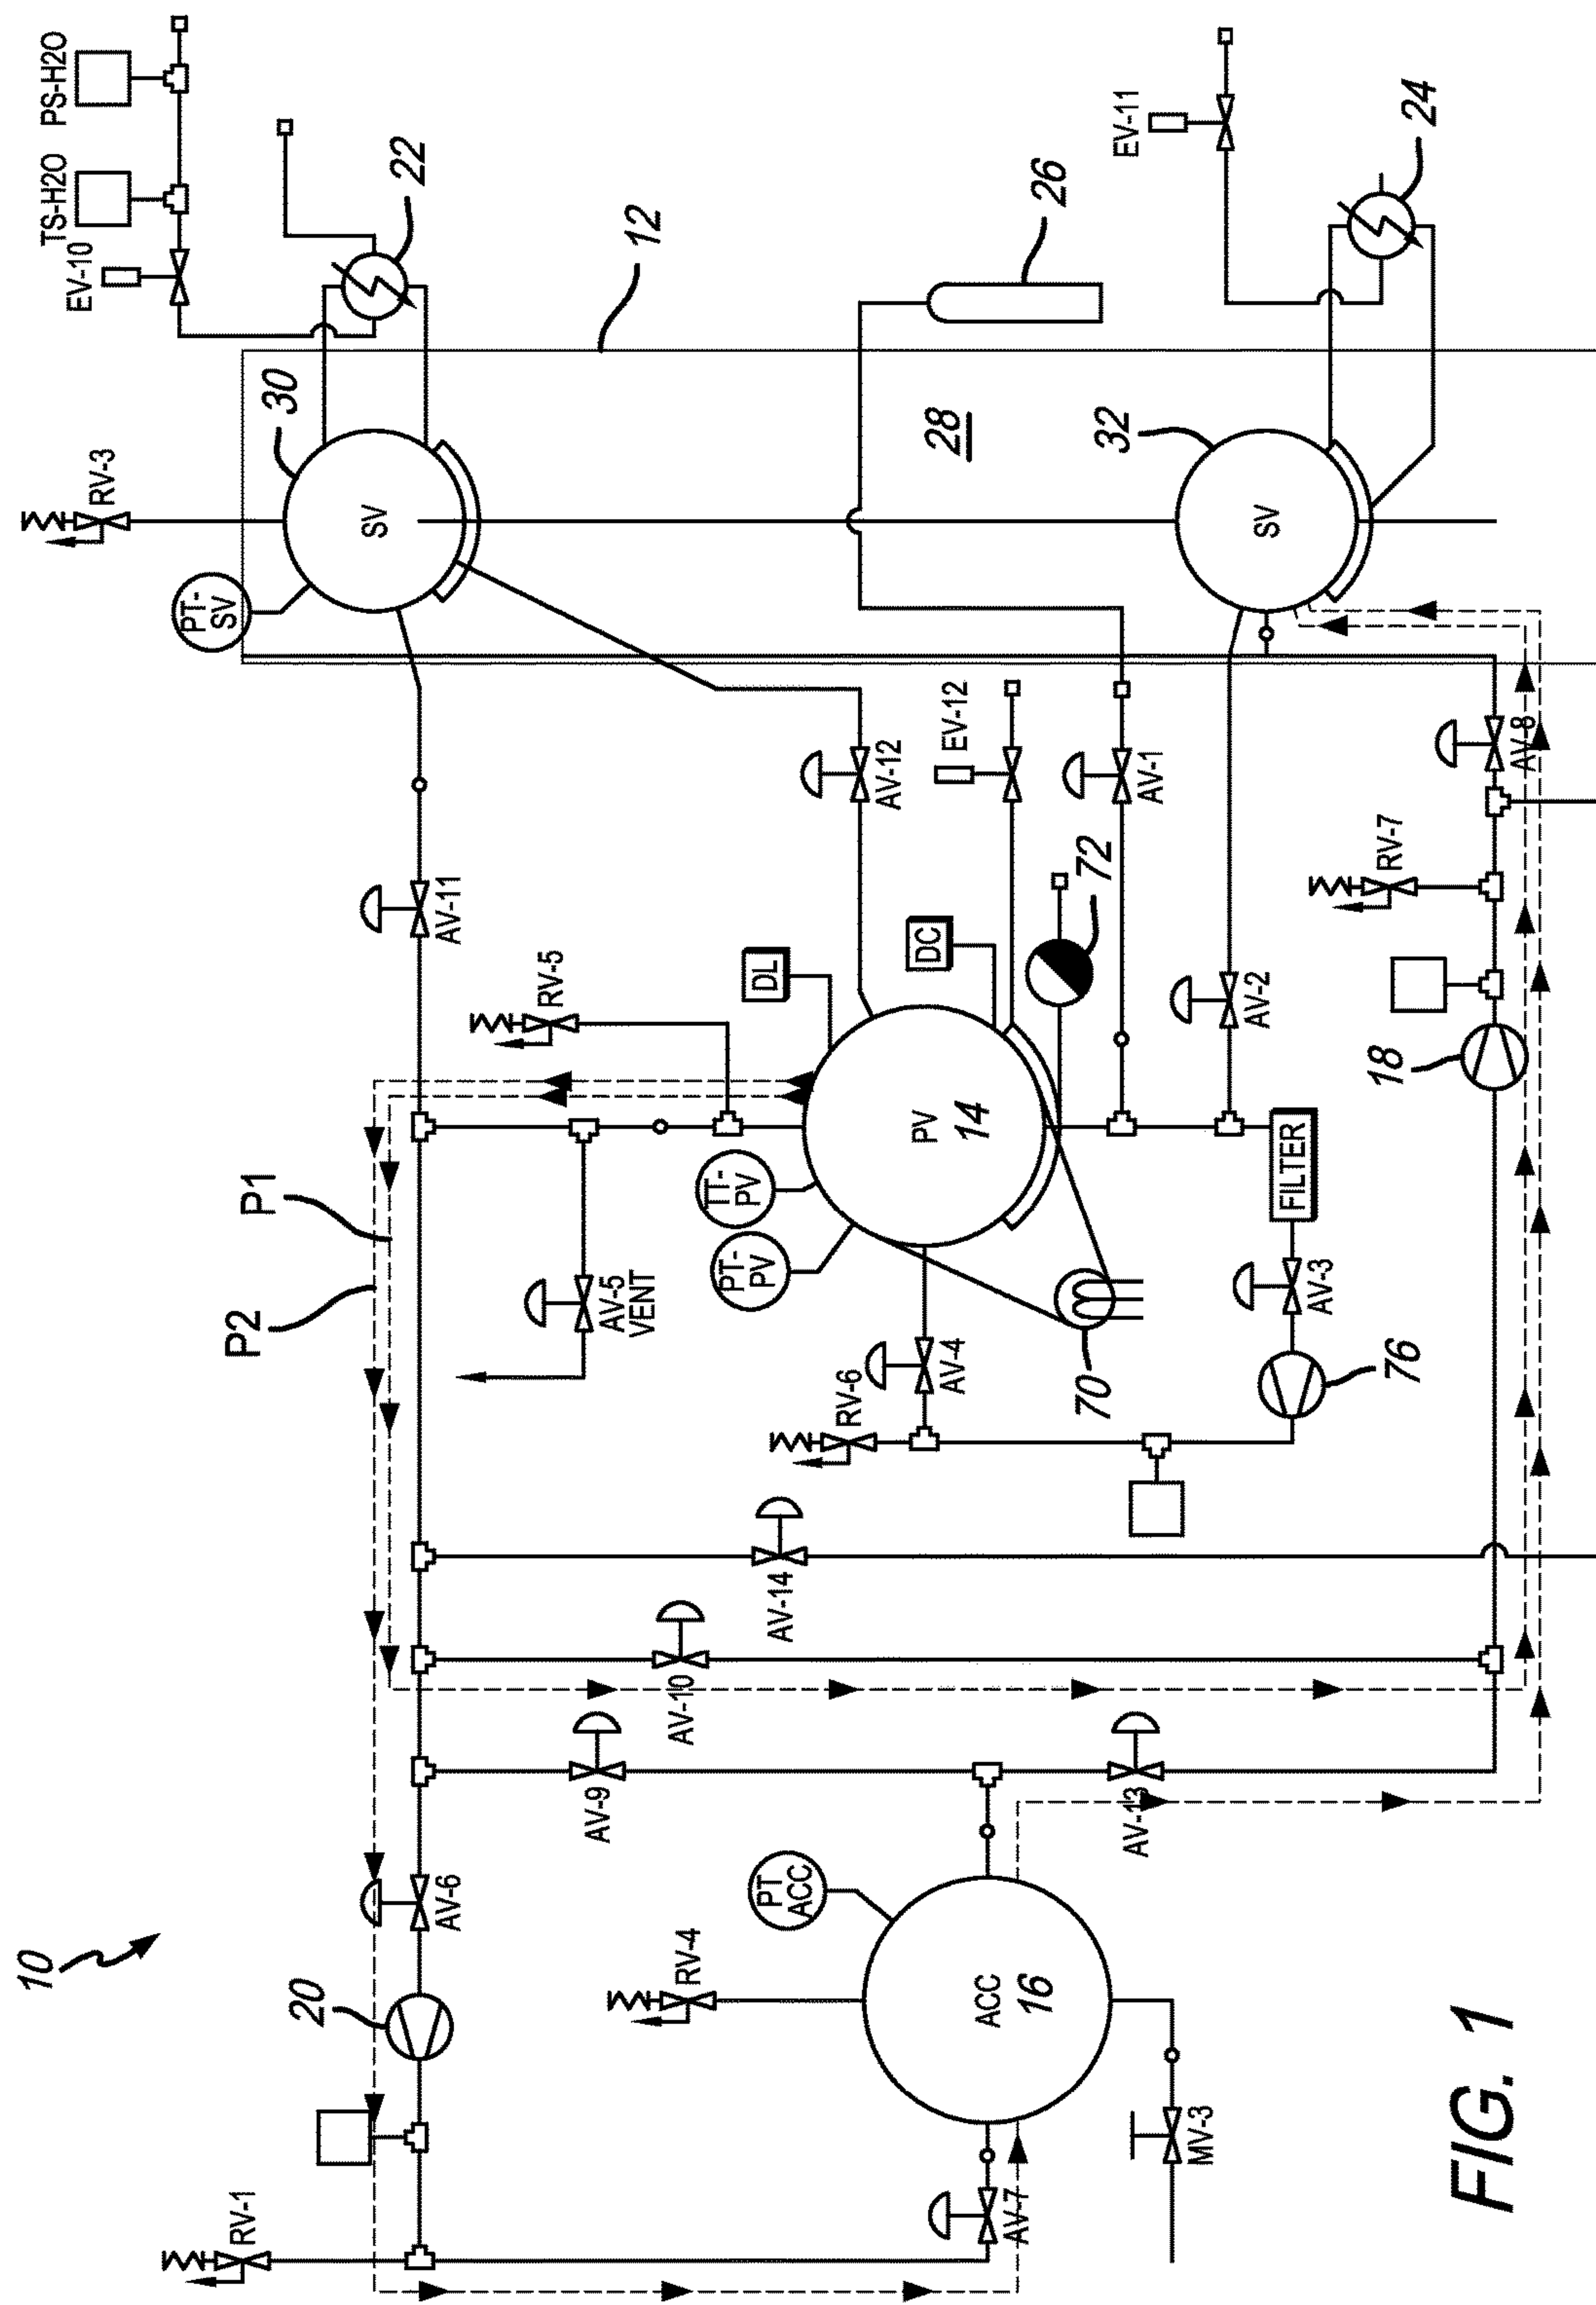 10
RV-1
20
AV-6
P2
P1
AV-11
RV-3
PT-
SV
30
SV
12
22
EV-10
TS-H2O
PS-H2O
RV-4
PT
ACC
ACC
16
AV-7
MV-3
AV-9
AV-10
AV-13
AV-14
AV-5
VENT
RV-5
DL
TT-
PV
PT-
PV
PV
14
DC
AV-12
EV-12
72
AV-1
RV-6
AV-4
70
76
AV-3
FILTER
AV-2
28
26
32
SV
EV-11
24
18
RV-7
AV-8
FIG. 1